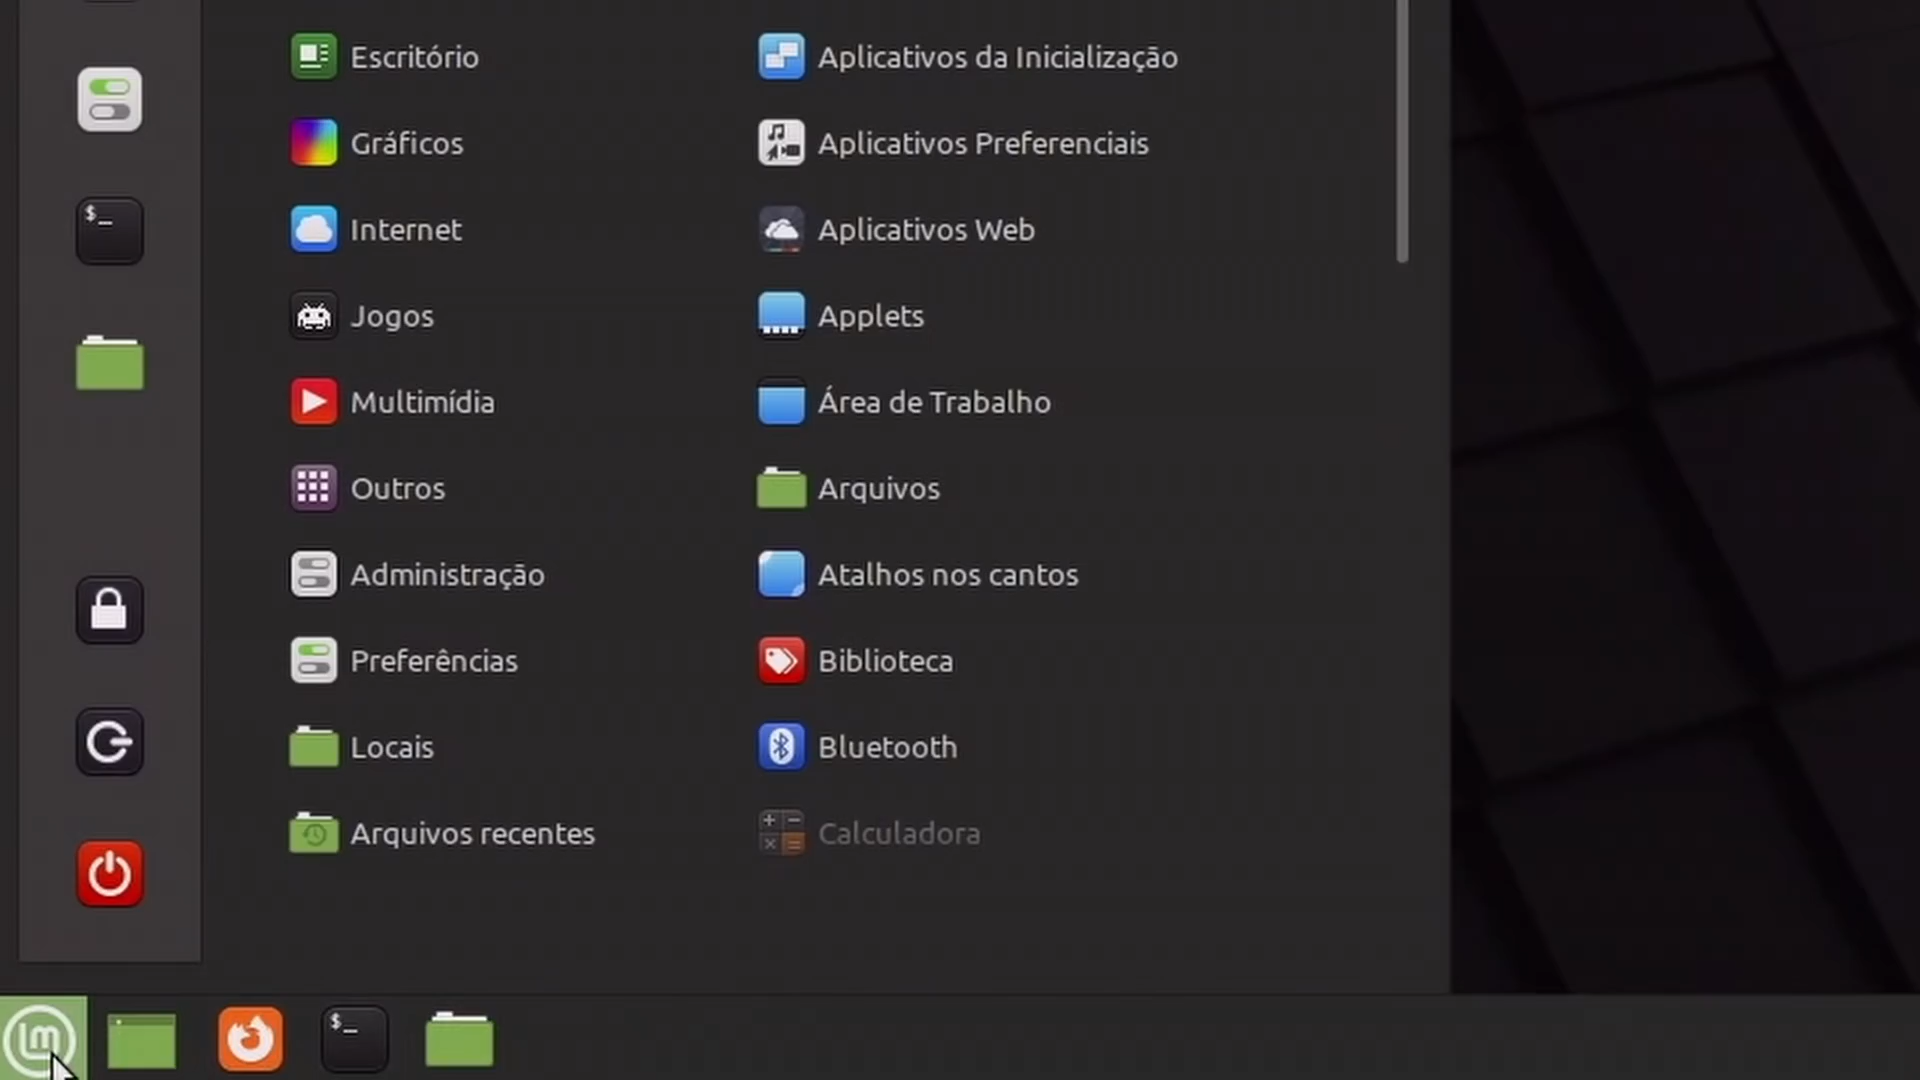 Escritório
Gráficos
Internet
Jogos
Multimídia
Outros
Administração
Preferências
Locais
Arquivos recentes
Aplicativos da Inicialização
Aplicativos Preferenciais
Aplicativos Web
Applets
Área de Trabalho
Arquivos
Atalhos nos cantos
Biblioteca
Bluetooth
Calculadora
$_
$_